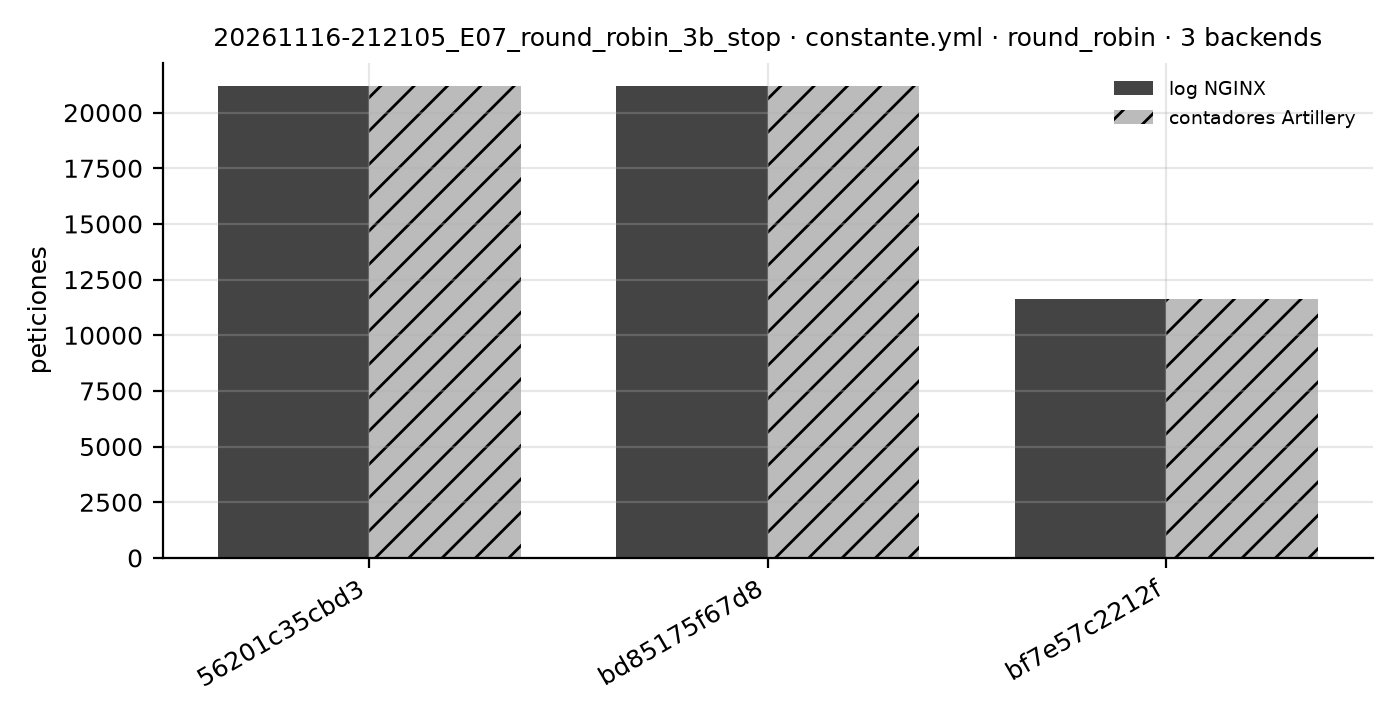 20261116-212105_E07_round_robin_3b_stop · constante.yml · round_robin · 3 backends
log NGINX
contadores Artillery
peticiones
20000
17500
15000
12500
10000
7500
5000
2500
0
56201c35cbd3
bd85175f67d8
bf7e57c2212f